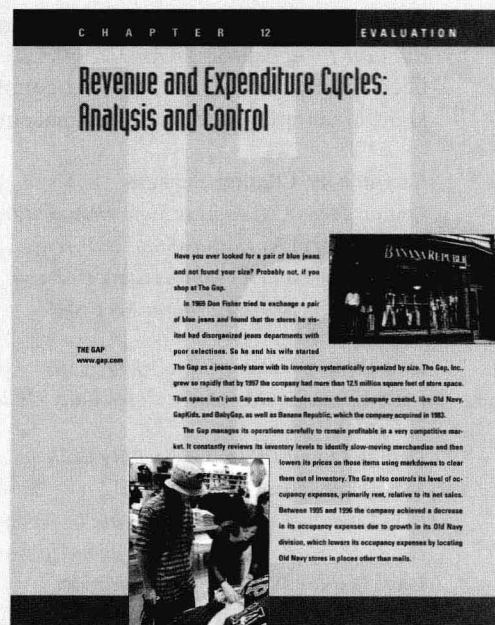 CHAPTER 12 EVALUATION
Revenue and Expenditure Cycles:
Analysis and Control
Have you ever looked for a pair of blue jeans
and not found your size? Probably not, if you
shop at The Gap.
In 1969 Don Fisher tried to exchange a pair
of blue jeans and found that the stores he vis-
ited had disorganized jeans departments with
poor selections. So he and his wife started
BANANA REPUBLIC
THE GAP
www.gap.com
The Gap as a jeans-only store with its inventory systematically organized by size. The Gap, Inc.,
grew so rapidly that by 1997 the company had more than 12.5 million square feet of store space.
That space isn't just Gap stores. It includes stores that the company created, like Old Navy,
GapKids, and BabyGap, as well as Banana Republic, which the company acquired in 1983.
The Gap manages its operations carefully to remain profitable in a very competitive mar-
ket. It constantly reviews its inventory levels to identify slow-moving merchandise and then
lowers its prices on those items using markdowns to clear
them out of inventory. The Gap also controls its level of oc-
cupancy expenses, primarily rent, relative to its net sales.
Between 1995 and 1996 the company achieved a decrease
in its occupancy expenses due to growth in its Old Navy
division, which lowers its occupancy expenses by locating
Old Navy stores in places other than malls.